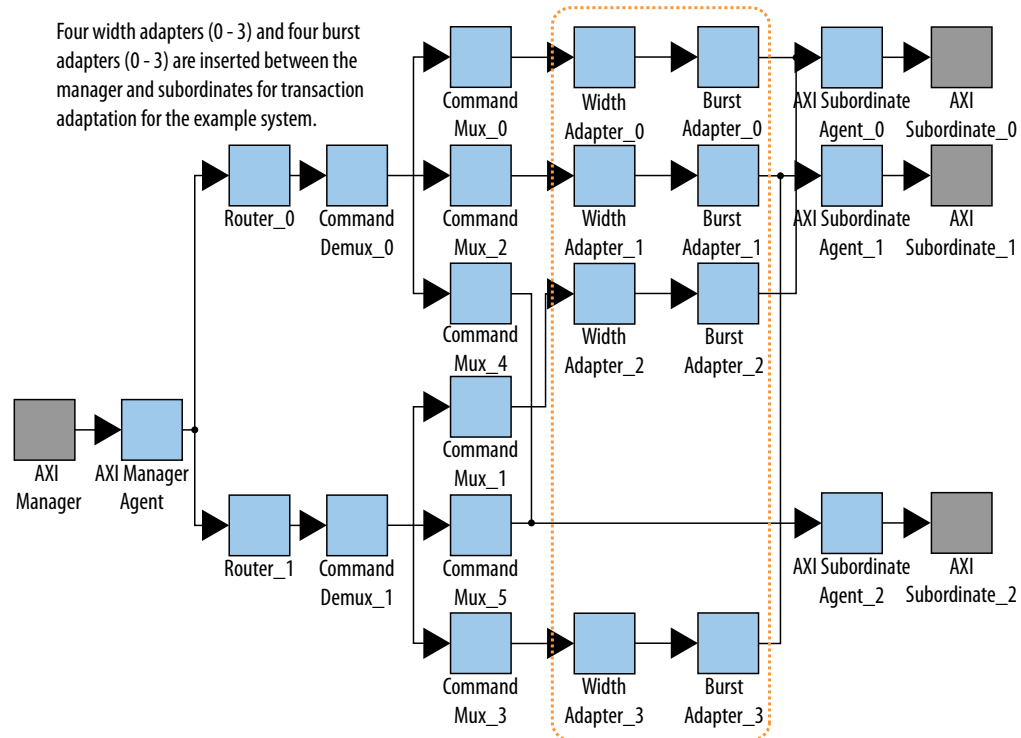 Four width adapters (0 - 3) and four burst
adapters (0 - 3) are inserted between the
manager and subordinates for transaction
adaptation for the example system.
Command
Mux_0
Width
Adapter_0
Burst
Adapter_0
AXI Subordinate
Agent_0
AXI
Subordinate_0
Router_0
Command
Demux_0
Command
Mux_2
Width
Adapter_1
Burst
Adapter_1
AXI Subordinate
Agent_1
AXI
Subordinate_1
Command
Mux_4
Width
Adapter_2
Burst
Adapter_2
AXI
Manager
AXI Manager
Agent
Command
Mux_1
Router_1
Command
Demux_1
Command
Mux_5
AXI Subordinate
Agent_2
AXI
Subordinate_2
Command
Mux_3
Width
Adapter_3
Burst
Adapter_3